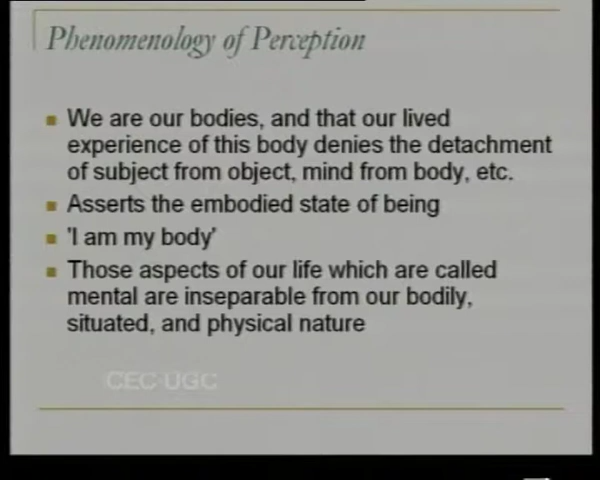 Phenomenology of Perception
We are our bodies, and that our lived
experience of this body denies the detachment
of subject from object, mind from body, etc.
Asserts the embodied state of being
'I am my body'
Those aspects of our life which are called
mental are inseparable from our bodily,
situated, and physical nature
CEC-UGC